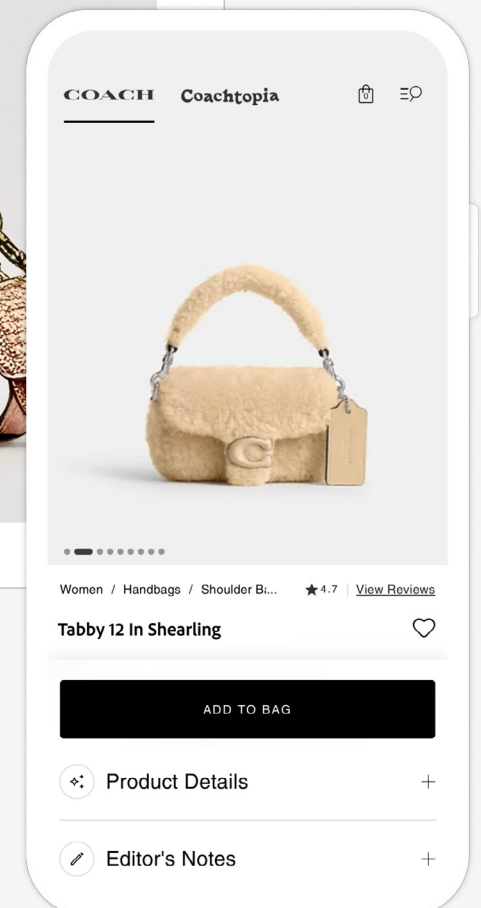 COACH Coachtopia 0
Women / Handbags / Shoulder Ba... ★4.7 View Reviews
Tabby 12 In Shearling
ADD TO BAG
Product Details +
Editor's Notes +